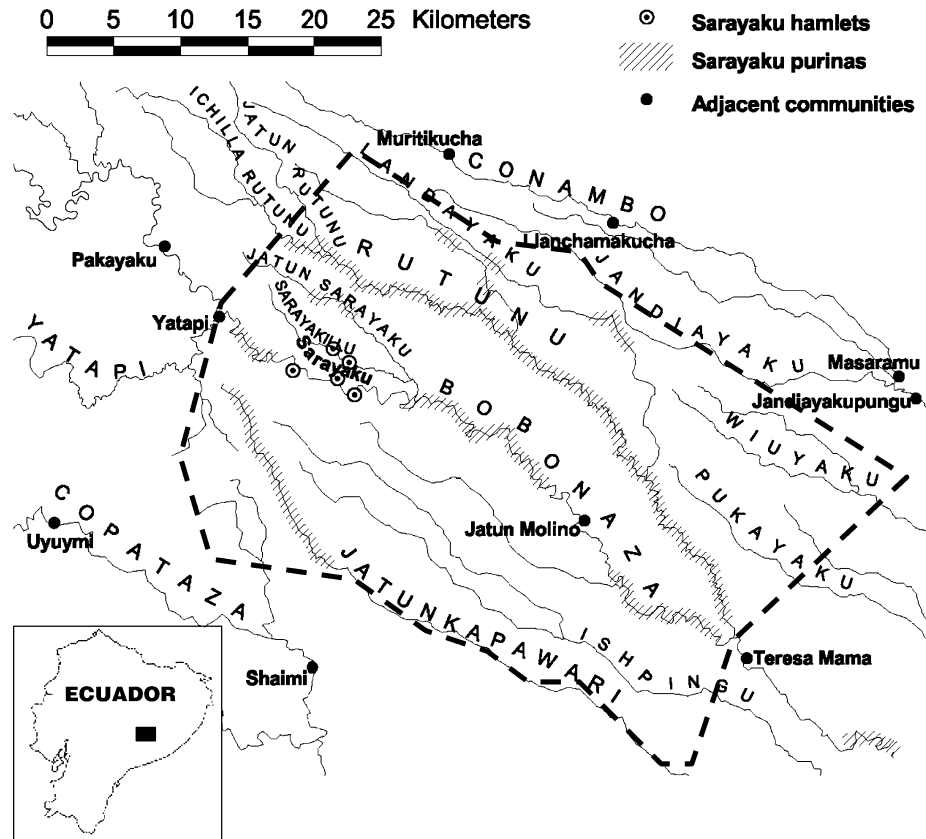 0 5 10 15 20 25 Kilometers
Sarayaku hamlets
Sarayaku purinas
Adjacent communities
ICHILLA RUTUNU
JATUN RUTUNU
Muritikucha
CONAMBO
LANDAYAKU
Llanchamakucha
RUTUNU
Pakayaku
JATUN SARAYAKU
JANDIAYAKU
SARAYAKILLU
Yatapi
YATAPI
Sarayaku
Masaramu
Jandiayakupungu
BOBONAZA
WIUYAKU
PUKAYAKU
COPATAZA
Uyuymi
Jatun Molino
JATUNKAPAWARI
ISHPINGU
Teresa Mama
Shaimi
ECUADOR